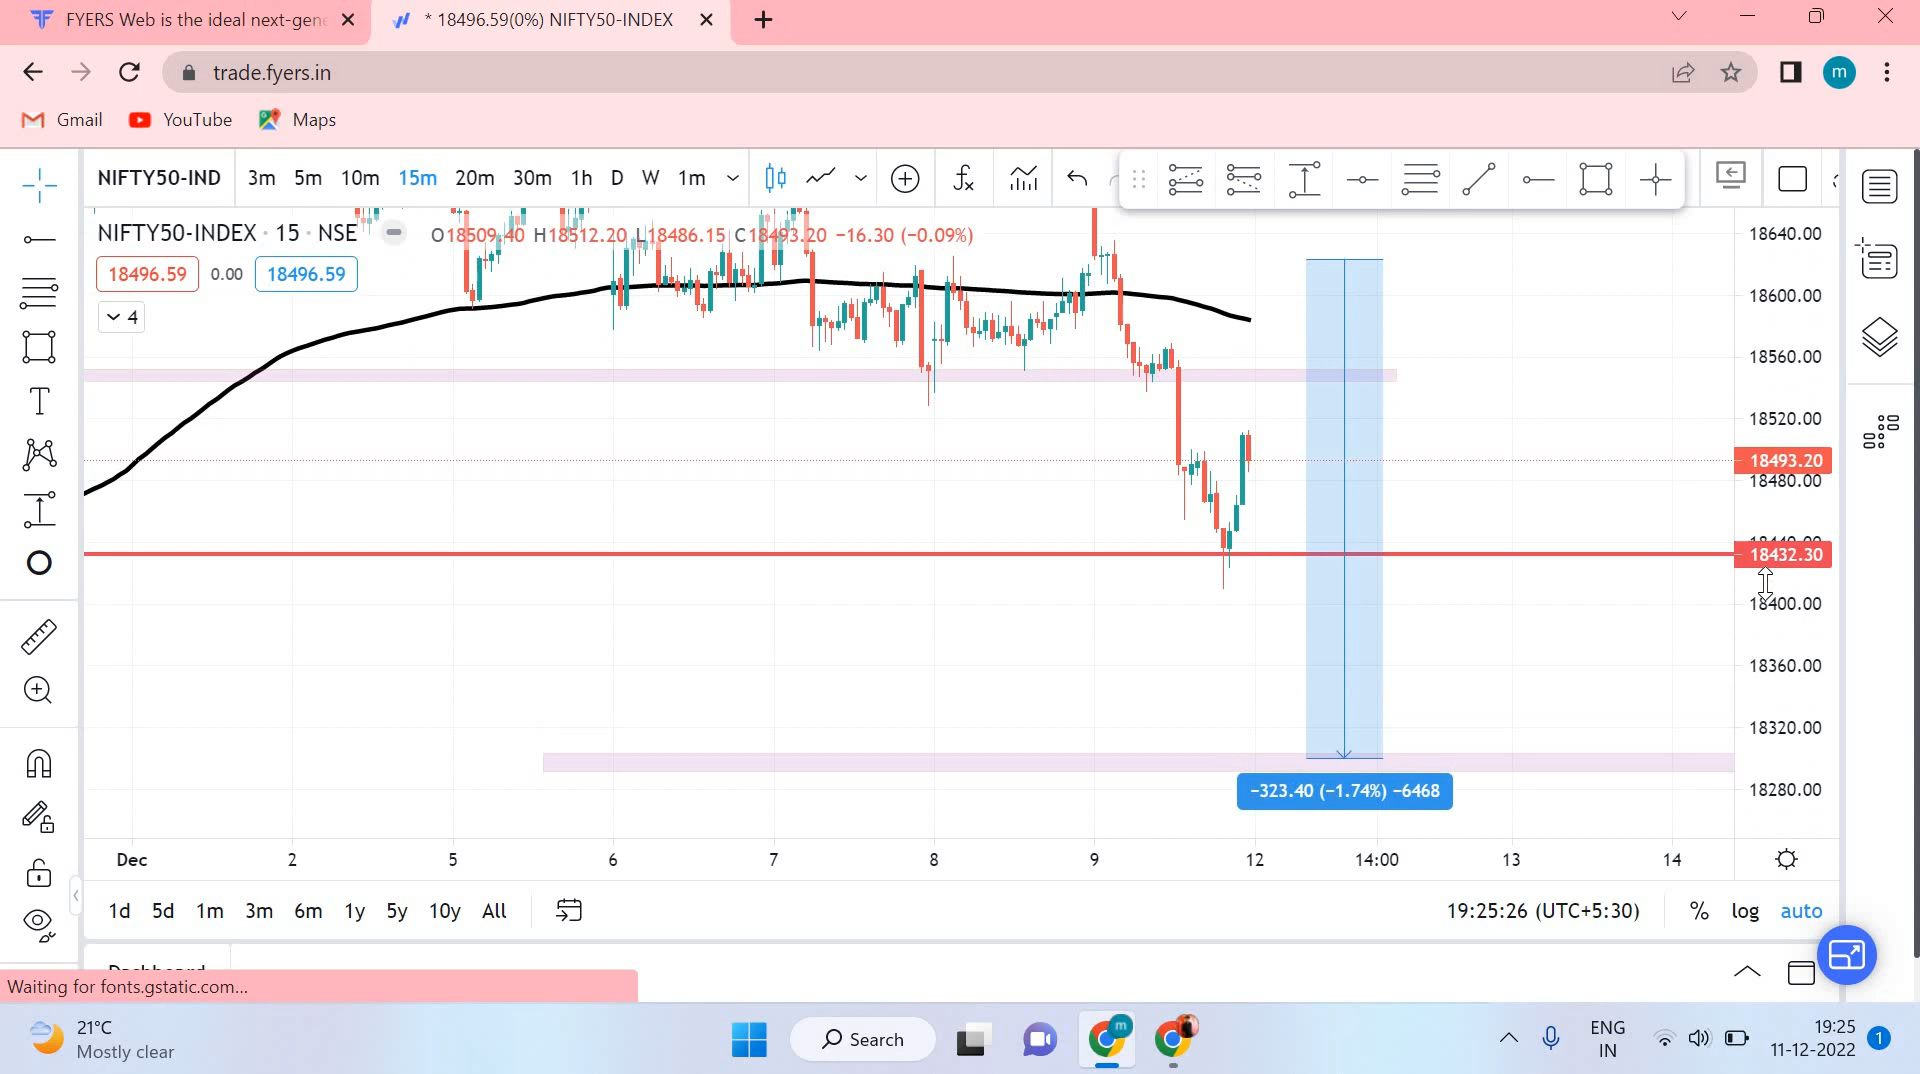 FYERS Web is the ideal next-gene
* 18496.59(0%) NIFTY50-INDEX
trade.fyers.in
m
Gmail
YouTube
Maps
NIFTY50-IND
3m 5m 10m 15m 20m 30m 1h D W 1m
NIFTY50-INDEX · 15 · NSE
O18509.40 H18512.20 L18486.15 C18493.20 −16.30 (−0.09%)
18496.59 0.00 18496.59
4
18640.00
18600.00
18560.00
18520.00
18493.20
18480.00
18440.00
18432.30
18400.00
18360.00
18320.00
18280.00
−323.40 (−1.74%) −6468
Dec 2 5 6 7 8 9 12 14:00 13 14
1d 5d 1m 3m 6m 1y 5y 10y All
19:25:26 (UTC+5:30)
% log auto
Dashboard
Waiting for fonts.gstatic.com...
21°C
Mostly clear
Search
m
ENG
IN
19:25
11-12-2022
1